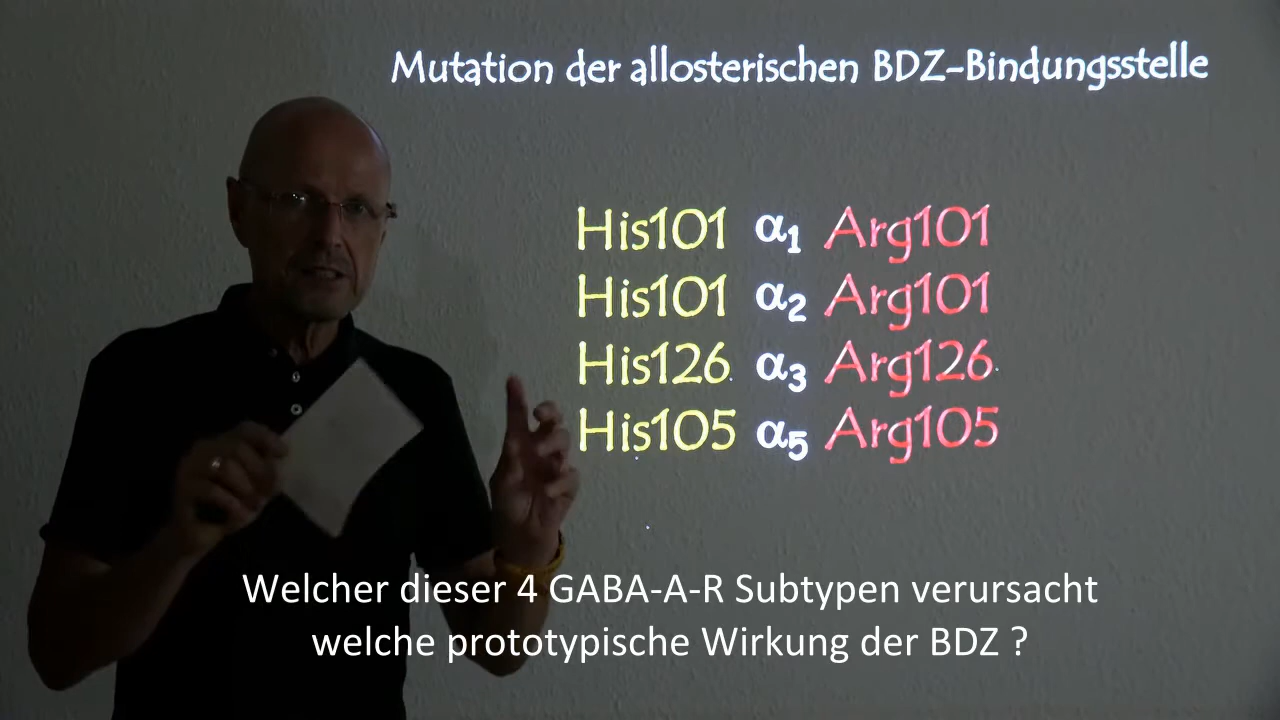 Mutation der allosterischen BDZ-Bindungsstelle
His101 α1 Arg101
His101 α2 Arg101
His126 α3 Arg126
His105 α5 Arg105
Welcher dieser 4 GABA-A-R Subtypen verursacht
welche prototypische Wirkung der BDZ ?